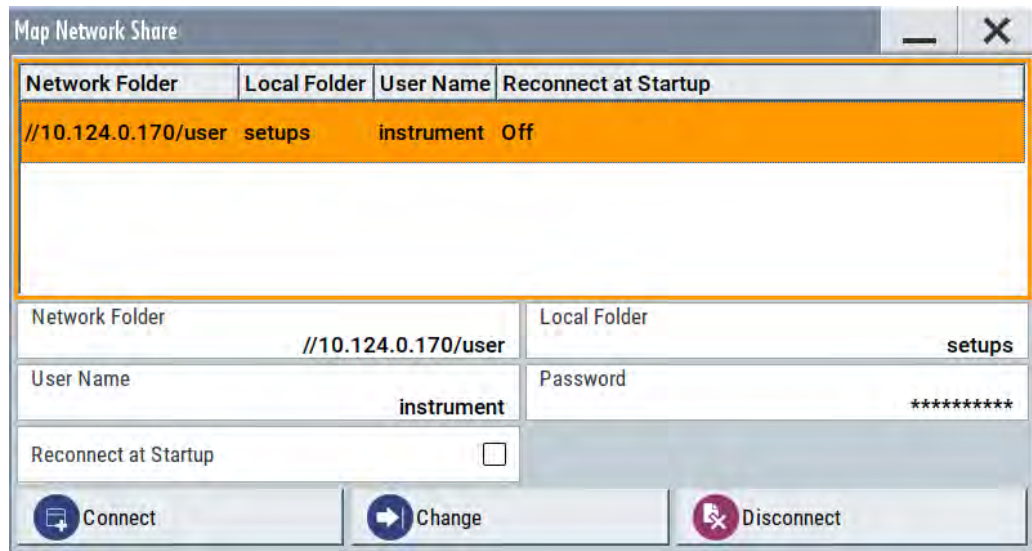 Map Network Share
Network Folder Local Folder User Name Reconnect at Startup
//10.124.0.170/user setups instrument Off
Network Folder Local Folder
//10.124.0.170/user setups
User Name Password
instrument **********
Reconnect at Startup
Connect Change Disconnect